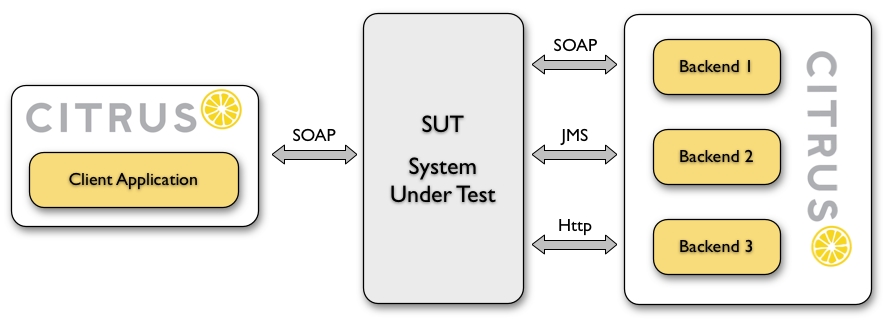 CITRUS
Client Application
SOAP
SUT
System
Under Test
SOAP
JMS
Http
Backend 1
Backend 2
Backend 3
CITRUS